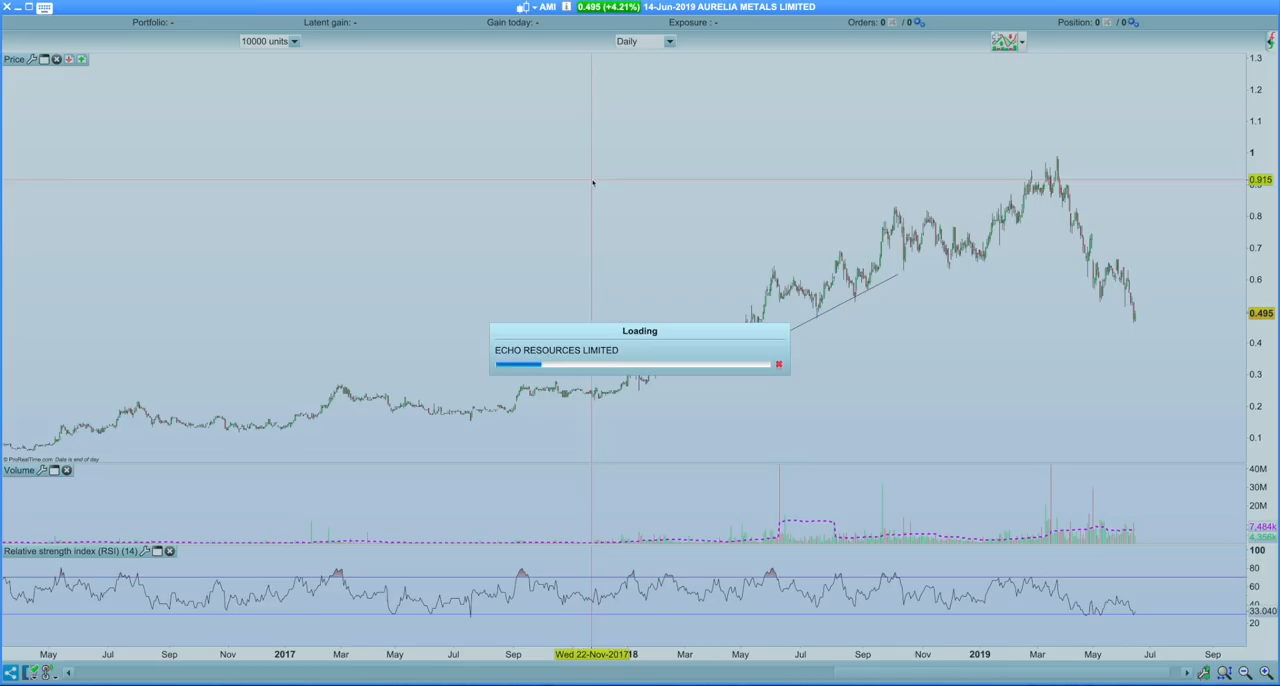 AMI 0.495 (+4.21%) 14-Jun-2019 AURELIA METALS LIMITED
Portfolio: - Latent gain: - Gain today: - Exposure : - Orders: 0 / 0 Position: 0 / 0
10000 units Daily
Price
1.3
1.2
1.1
1
0.915
0.9
0.8
0.7
0.6
0.495
0.4
0.3
0.2
0.1
Loading
ECHO RESOURCES LIMITED
© ProRealTime.com Data is end of day
Volume
40M
30M
20M
7,484k
4,356k
Relative strength index (RSI) (14)
100
80
60
40
33.040
20
May Jul Sep Nov 2017 Mar May Jul Sep Wed 22-Nov-2017 18 Mar May Jul Sep Nov 2019 Mar May Jul Sep